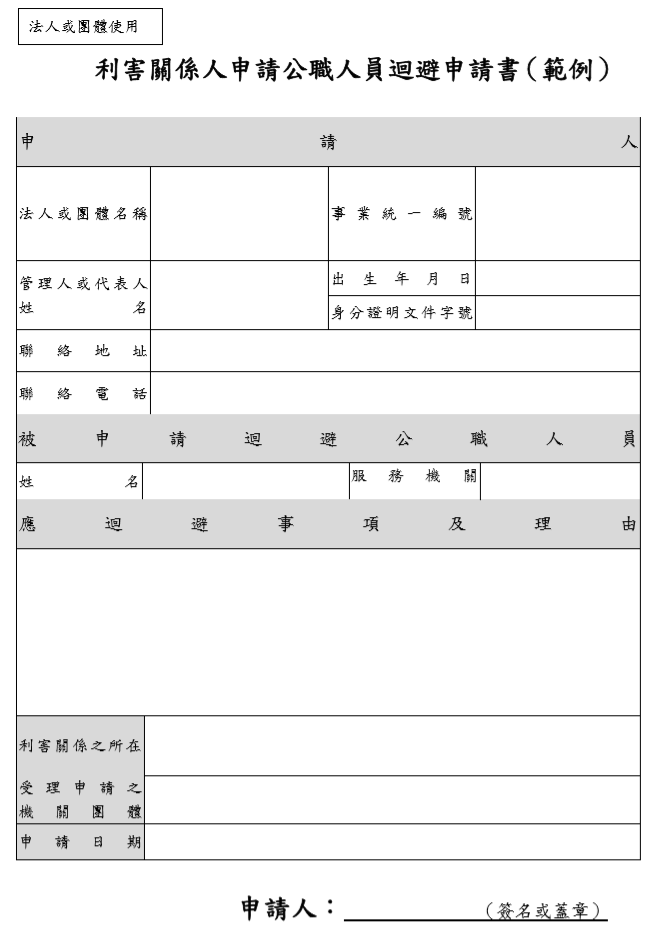 法人或團體使用
利害關係人申請公職人員迴避申請書（範例）
申請人
法人或團體名稱
事業統一編號
管理人或代表人
姓名
出生年月日
身分證明文件字號
聯絡地址
聯絡電話
被申請迴避公職人員
姓名
服務機關
應迴避事項及理由
利害關係之所在
受理申請之
機關團體
申請日期
申請人：（簽名或蓋章）